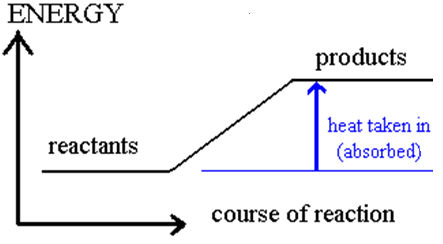 ENERGY
products
reactants
heat taken in
(absorbed)
course of reaction